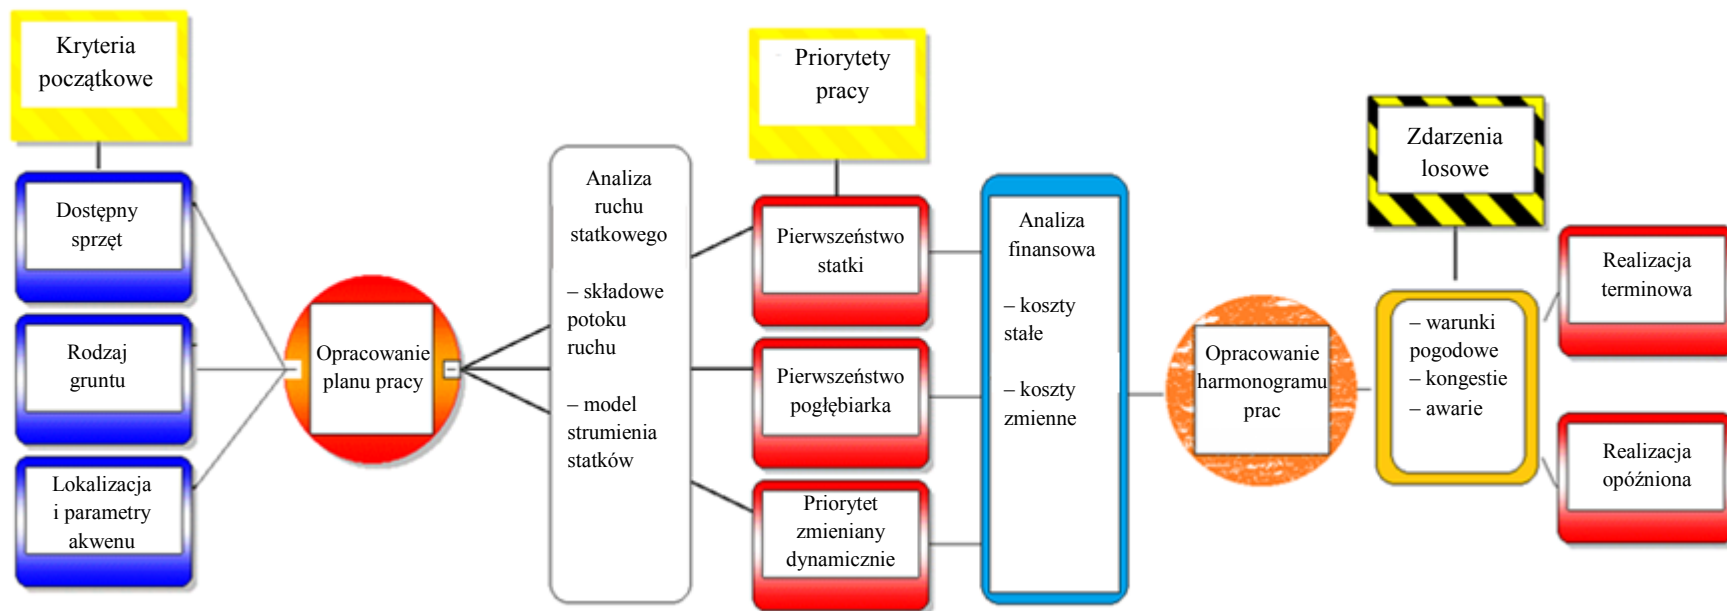 Kryteria
początkowe
Dostępny
sprzęt
Rodzaj
gruntu
Lokalizacja
i parametry
akwenu
Opracowanie
planu pracy
Analiza
ruchu
statkowego
– składowe
potoku
ruchu
– model
strumienia
statków
Priorytety
pracy
Pierwszeństwo
statki
Pierwszeństwo
pogłębiarka
Priorytet
zmieniany
dynamicznie
Analiza
finansowa
– koszty
stałe
– koszty
zmienne
Opracowanie
harmonogramu
prac
Zdarzenia
losowe
– warunki
pogodowe
– kongestie
– awarie
Realizacja
terminowa
Realizacja
opóźniona